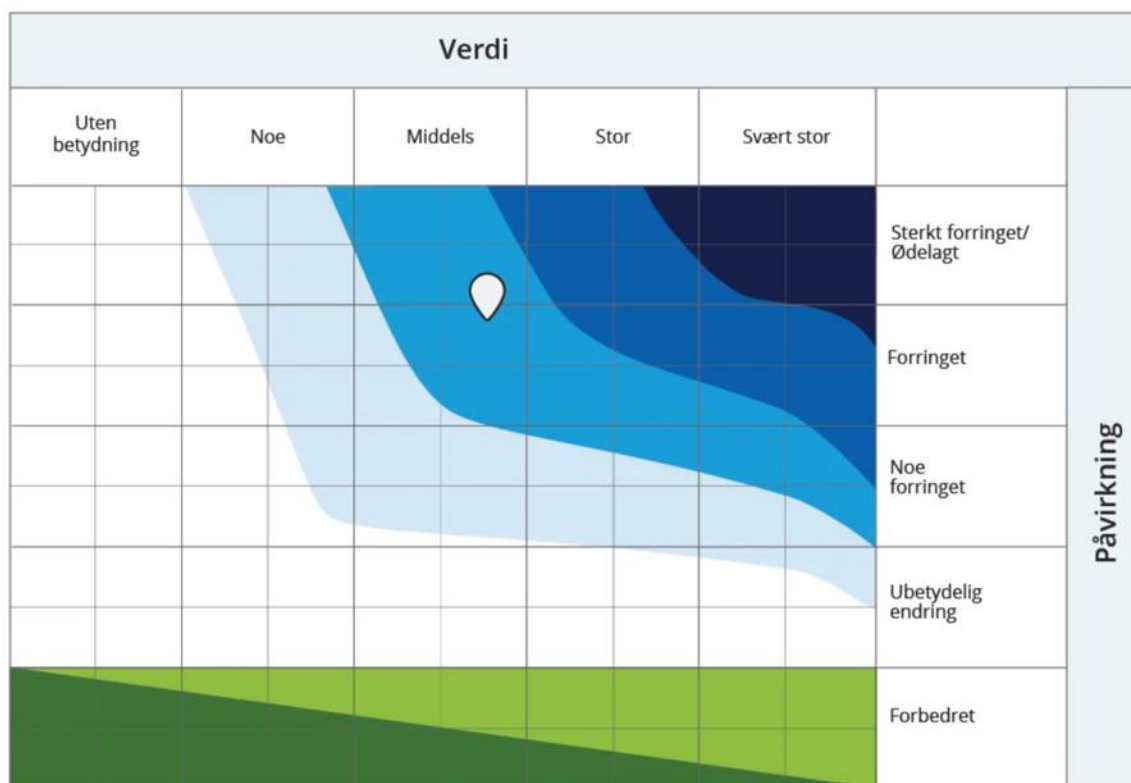 Verdi
Uten
betydning
Noe
Middels
Stor
Svært stor
Sterkt forringet/
Ødelagt
Forringet
Noe
forringet
Ubetydelig
endring
Forbedret
Påvirkning